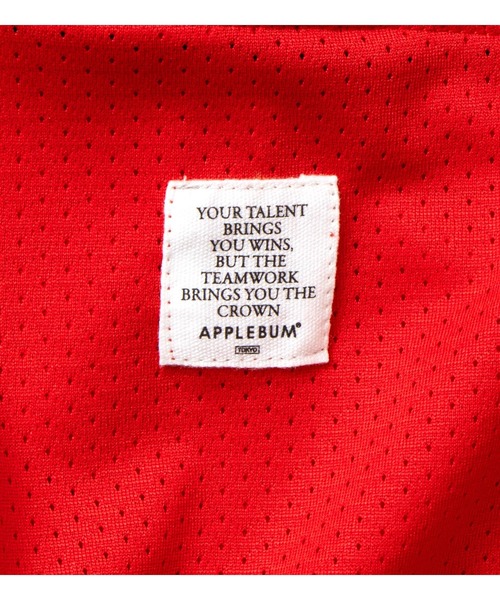 YOUR TALENT
BRINGS
YOU WINS,
BUT THE
TEAMWORK
BRINGS YOU THE
CROWN
APPLEBUM®
TOKYO